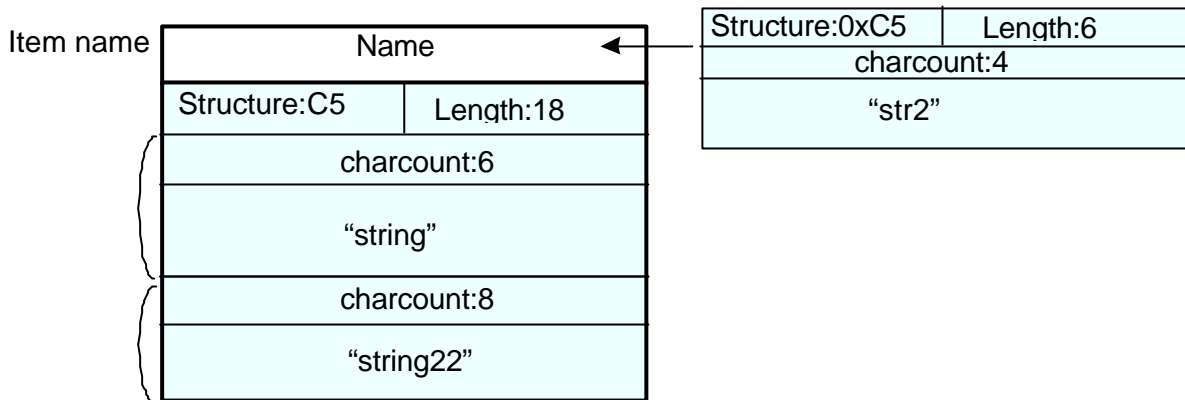 Item name
Name
Structure:C5 Length:18
charcount:6
“string”
charcount:8
“string22”
Structure:0xC5 Length:6
charcount:4
“str2”